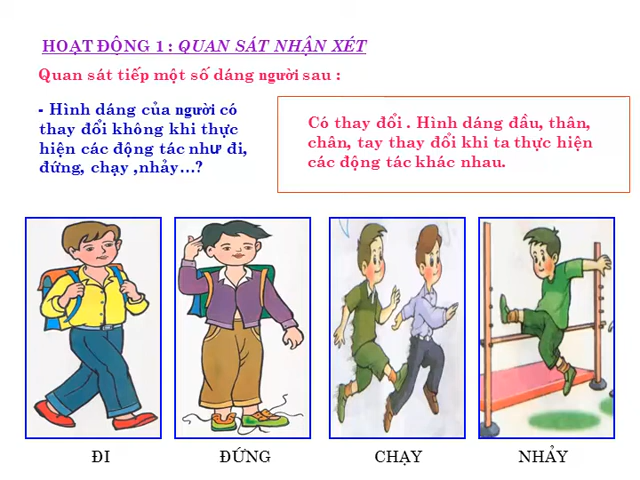 HOẠT ĐỘNG 1 : QUAN SÁT NHẬN XÉT
Quan sát tiếp một số dáng người sau :
- Hình dáng của người có
thay đổi không khi thực
hiện các động tác như đi,
đứng, chạy ,nhảy…?
Có thay đổi . Hình dáng đầu, thân,
chân, tay thay đổi khi ta thực hiện
các động tác khác nhau.
ĐI
ĐỨNG
CHẠY
NHẢY